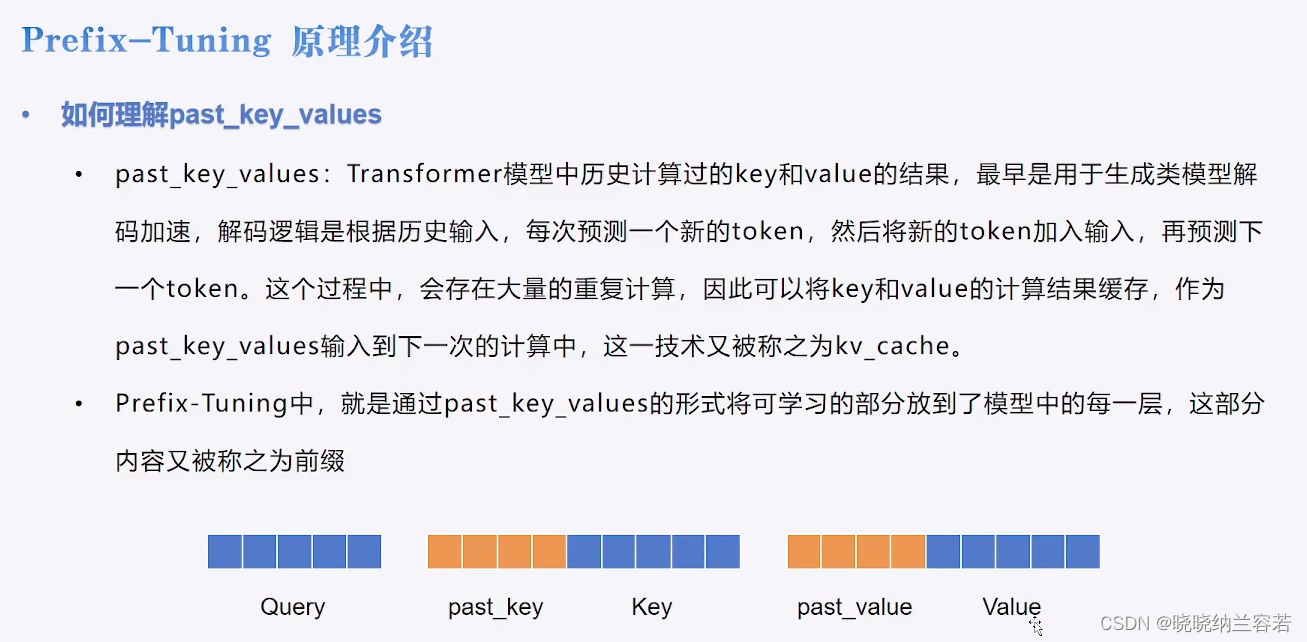 Prefix-Tuning 原理介绍
• 如何理解past_key_values
• past_key_values：Transformer模型中历史计算过的key和value的结果，最早是用于生成类模型解
码加速，解码逻辑是根据历史输入，每次预测一个新的token，然后将新的token加入输入，再预测下
一个token。这个过程中，会存在大量的重复计算，因此可以将key和value的计算结果缓存，作为
past_key_values输入到下一次的计算中，这一技术又被称之为kv_cache。
• Prefix-Tuning中，就是通过past_key_values的形式将可学习的部分放到了模型中的每一层，这部分
内容又被称之为前缀
Query past_key Key past_value Value
CSDN @晓晓纳兰容若